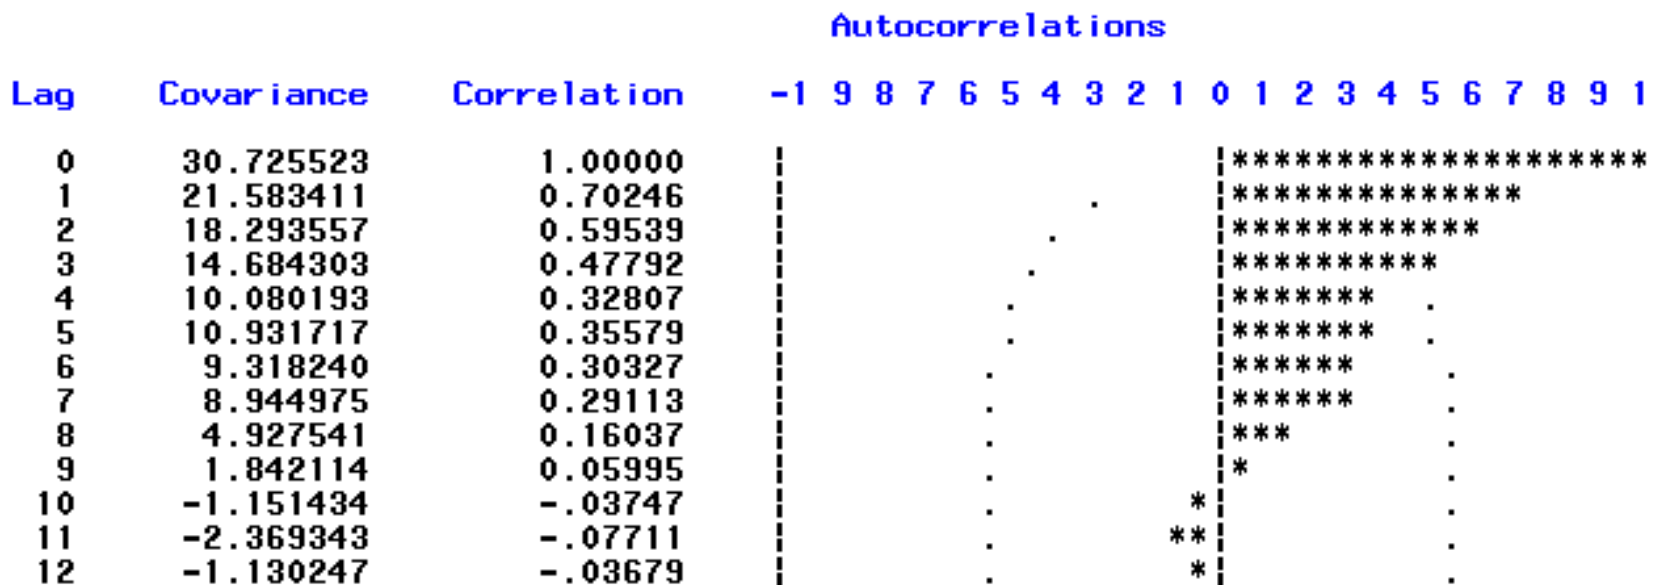 Autocorrelations
Lag Covariance Correlation -1 9 8 7 6 5 4 3 2 1 0 1 2 3 4 5 6 7 8 9 1
0 30.725523 1.00000 | |********************|
1 21.583411 0.70246 | . |**************
2 18.293557 0.59539 | . |************
3 14.684303 0.47792 | . |**********
4 10.080193 0.32807 | . |******* .
5 10.931717 0.35579 | . |******* .
6 9.318240 0.30327 | . |****** .
7 8.944975 0.29113 | . |****** .
8 4.927541 0.16037 | . |*** .
9 1.842114 0.05995 | . |* .
10 -1.151434 -.03747 | . *| .
11 -2.369343 -.07711 | . **| .
12 -1.130247 -.03679 | . *| .